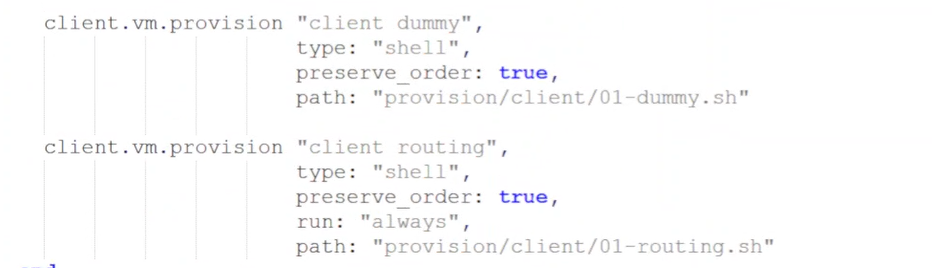 client.vm.provision "client dummy",
type: "shell",
preserve_order: true,
path: "provision/client/01-dummy.sh"
client.vm.provision "client routing",
type: "shell",
preserve_order: true,
run: "always",
path: "provision/client/01-routing.sh"